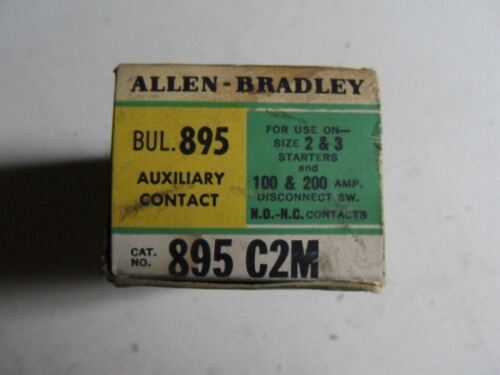 ALLEN-BRADLEY
BUL. 895
AUXILIARY
CONTACT
FOR USE ON—
SIZE 2 & 3
STARTERS
and
100 & 200 AMP.
DISCONNECT SW.
N.O.-N.C. CONTACTS
CAT.
NO. 895 C2M